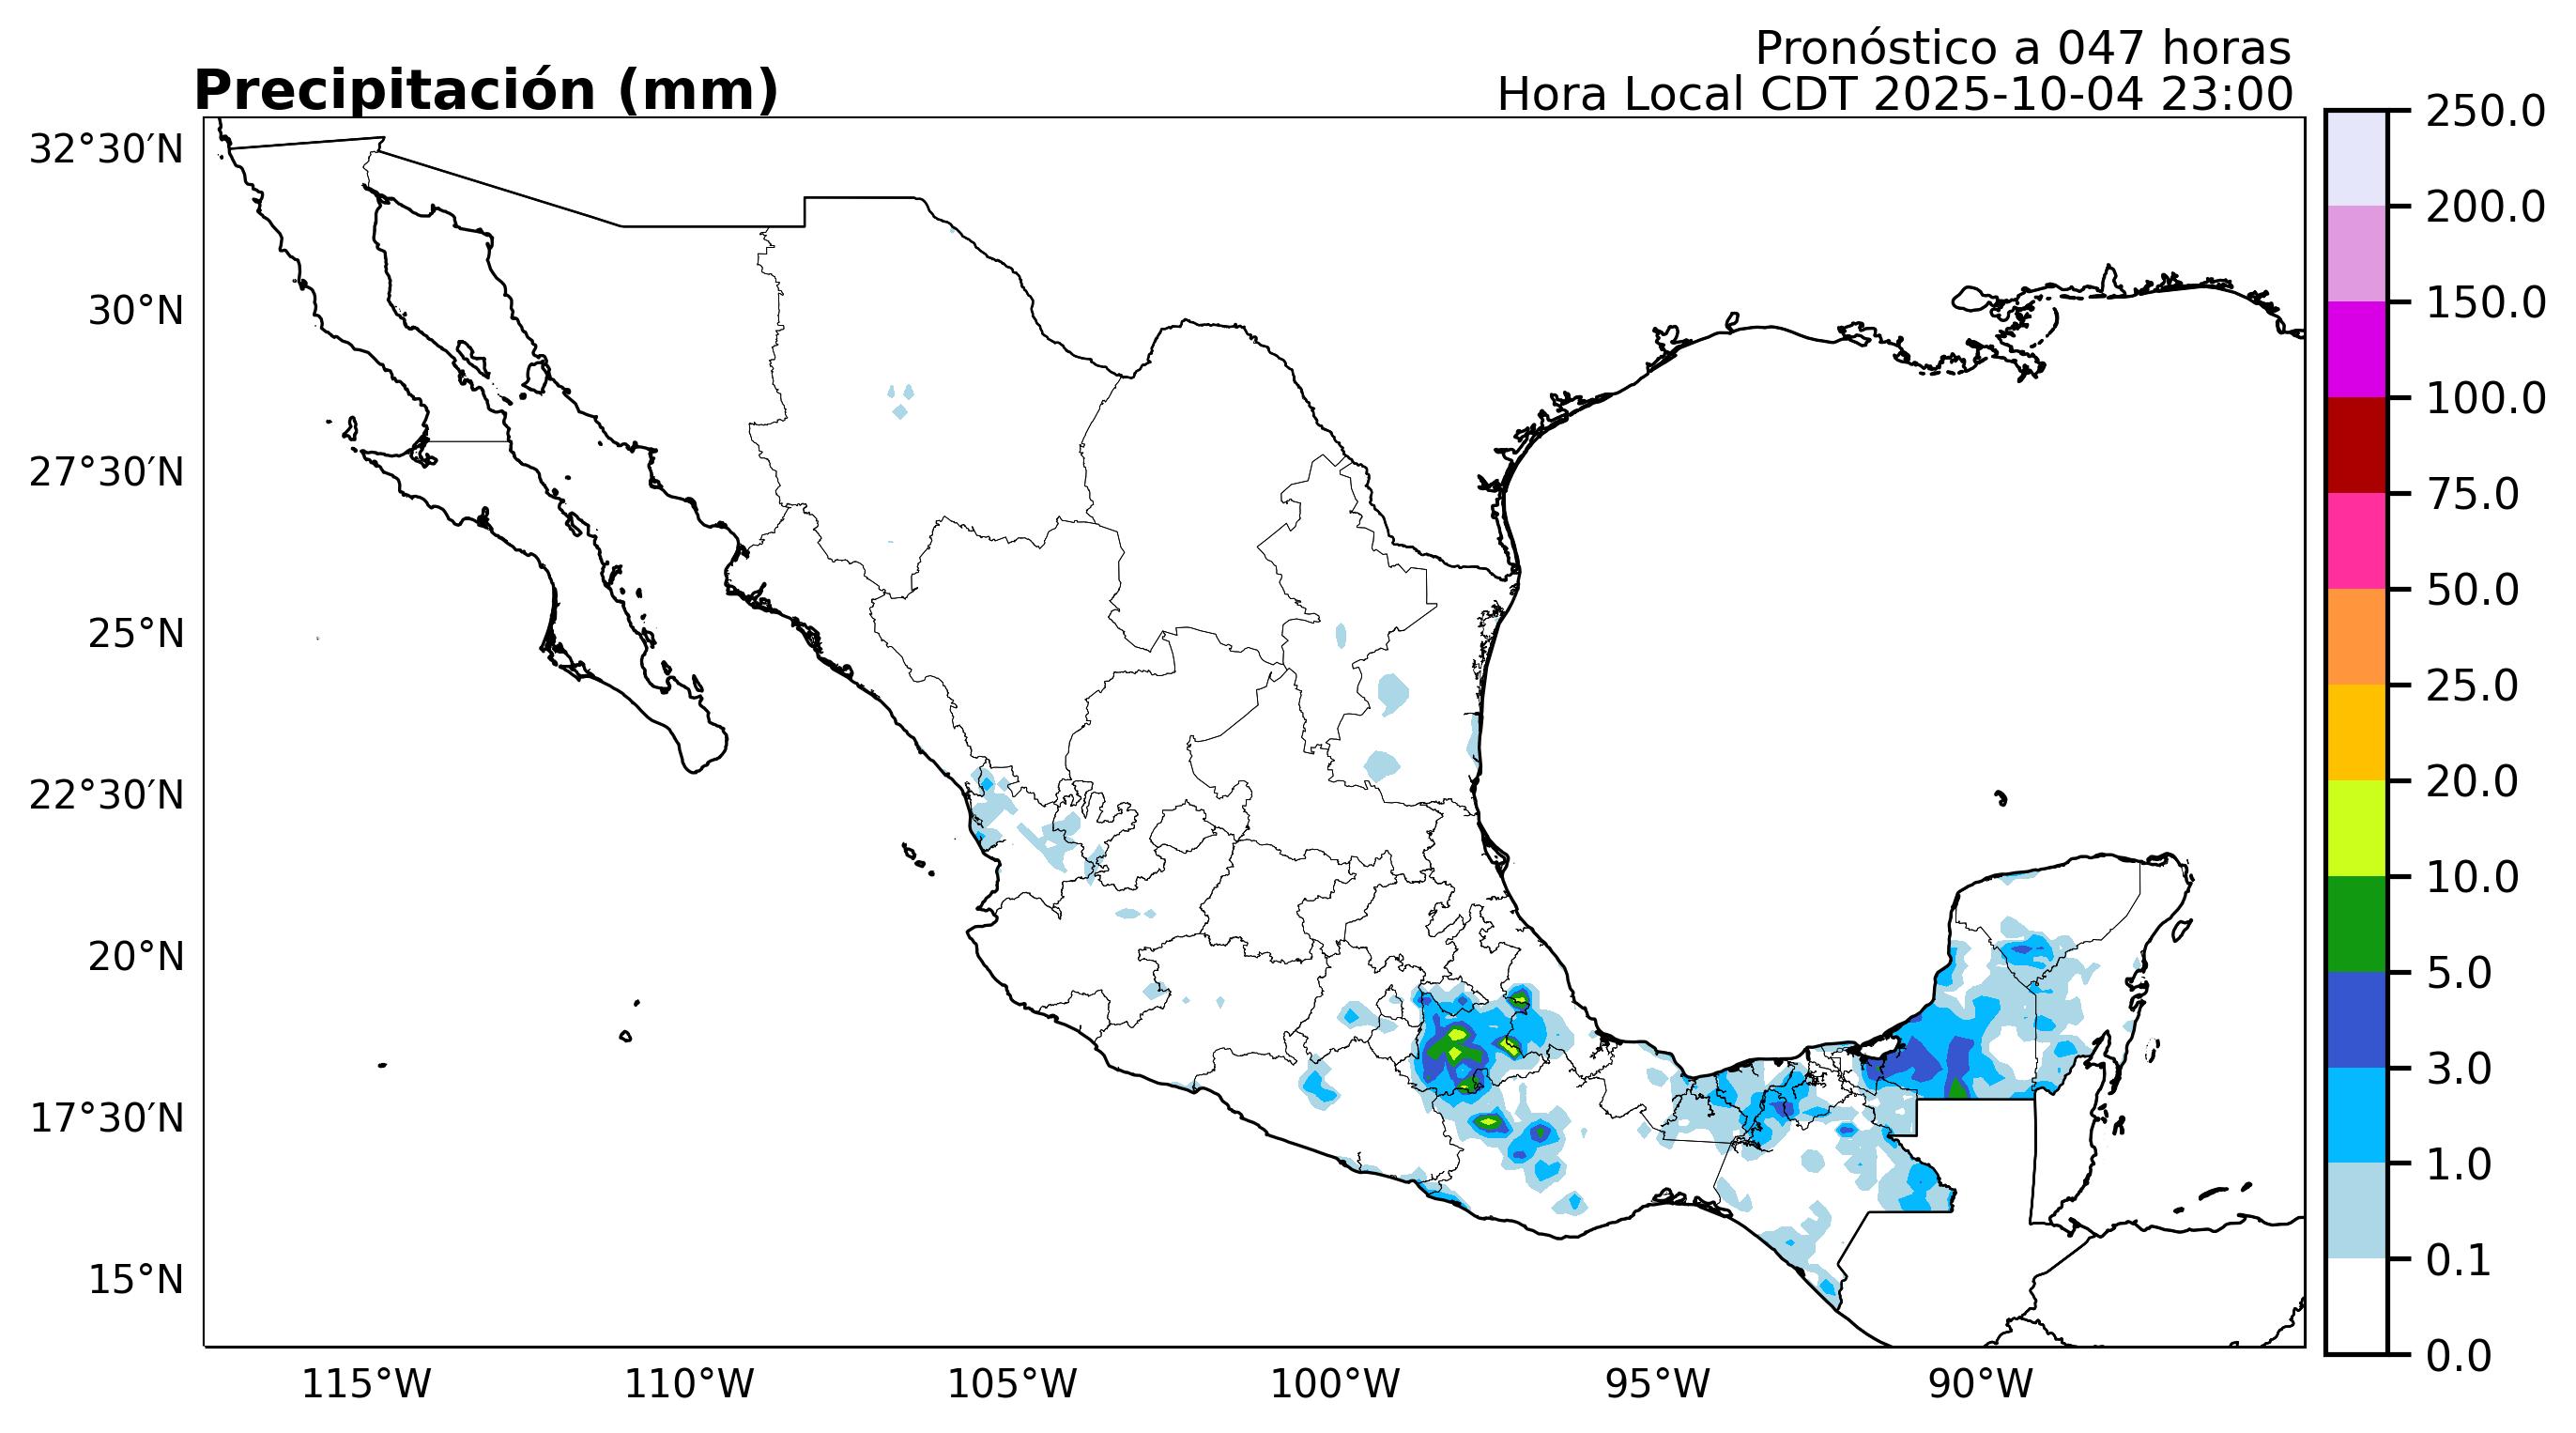 Pronóstico a 047 horas
Precipitación (mm)
Hora Local CDT 2025-10-04 23:00
32°30′N
30°N
27°30′N
25°N
22°30′N
20°N
17°30′N
15°N
115°W
110°W
105°W
100°W
95°W
90°W
250.0
200.0
150.0
100.0
75.0
50.0
25.0
20.0
10.0
5.0
3.0
1.0
0.1
0.0